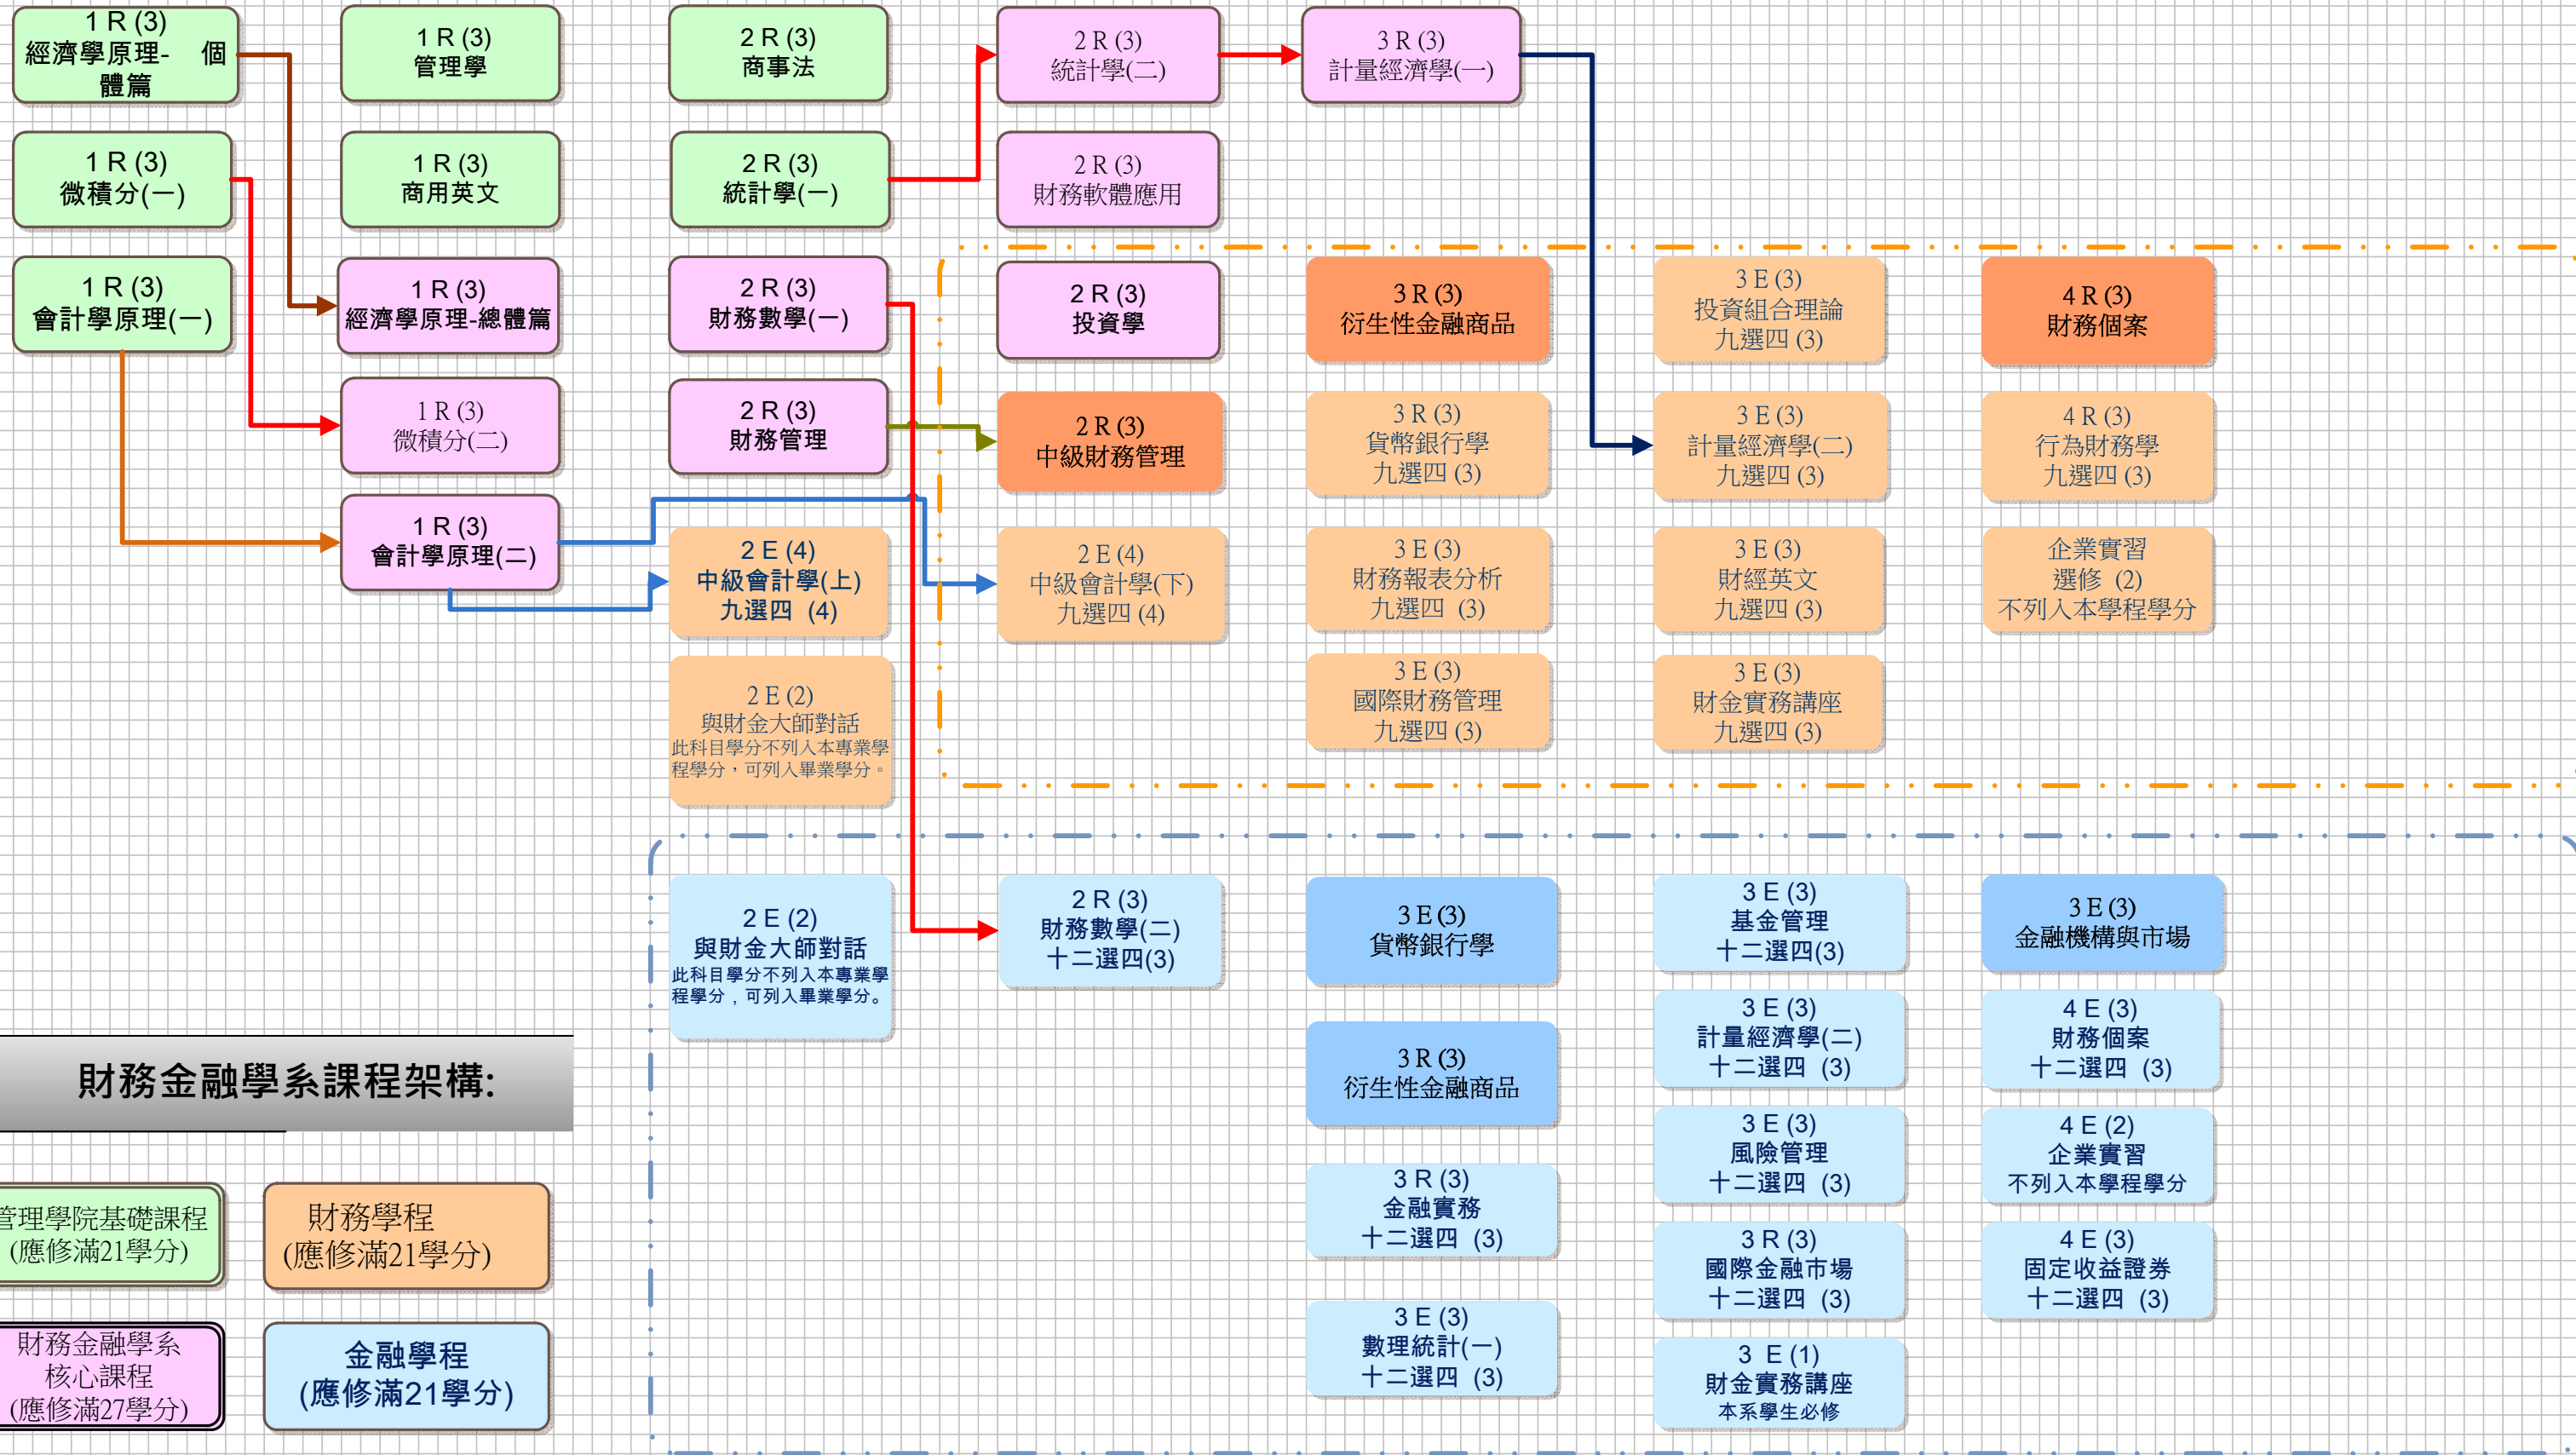 1 R (3)
經濟學原理- 個
體篇
1 R (3)
管理學
2 R (3)
商事法
2 R (3)
統計學(二)
3 R (3)
計量經濟學(一)
1 R (3)
微積分(一)
1 R (3)
商用英文
2 R (3)
統計學(一)
2 R (3)
財務軟體應用
1 R (3)
會計學原理(一)
1 R (3)
經濟學原理-總體篇
2 R (3)
財務數學(一)
2 R (3)
投資學
3 R (3)
衍生性金融商品
3 E (3)
投資組合理論
九選四 (3)
4 R (3)
財務個案
1 R (3)
微積分(二)
2 R (3)
財務管理
2 R (3)
中級財務管理
3 R (3)
貨幣銀行學
九選四 (3)
3 E (3)
計量經濟學(二)
九選四 (3)
4 R (3)
行為財務學
九選四 (3)
1 R (3)
會計學原理(二)
2 E (4)
中級會計學(上)
九選四 (4)
2 E (4)
中級會計學(下)
九選四 (4)
3 E (3)
財務報表分析
九選四 (3)
3 E (3)
財經英文
九選四 (3)
企業實習
選修 (2)
不列入本學程學分
2 E (2)
與財金大師對話
此科目學分不列入本專業學
程學分，可列入畢業學分。
3 E (3)
國際財務管理
九選四 (3)
3 E (3)
財金實務講座
九選四 (3)
2 E (2)
與財金大師對話
此科目學分不列入本專業學
程學分，可列入畢業學分。
2 R (3)
財務數學(二)
十二選四(3)
3 E (3)
貨幣銀行學
3 E (3)
基金管理
十二選四(3)
3 E (3)
金融機構與市場
3 R (3)
衍生性金融商品
3 E (3)
計量經濟學(二)
十二選四 (3)
4 E (3)
財務個案
十二選四 (3)
3 R (3)
金融實務
十二選四 (3)
3 E (3)
風險管理
十二選四 (3)
4 E (2)
企業實習
不列入本學程學分
3 E (3)
數理統計(一)
十二選四 (3)
3 R (3)
國際金融市場
十二選四 (3)
4 E (3)
固定收益證券
十二選四 (3)
3 E (1)
財金實務講座
本系學生必修
財務金融學系課程架構:
管理學院基礎課程
(應修滿21學分)
財務學程
(應修滿21學分)
財務金融學系
核心課程
(應修滿27學分)
金融學程
(應修滿21學分)